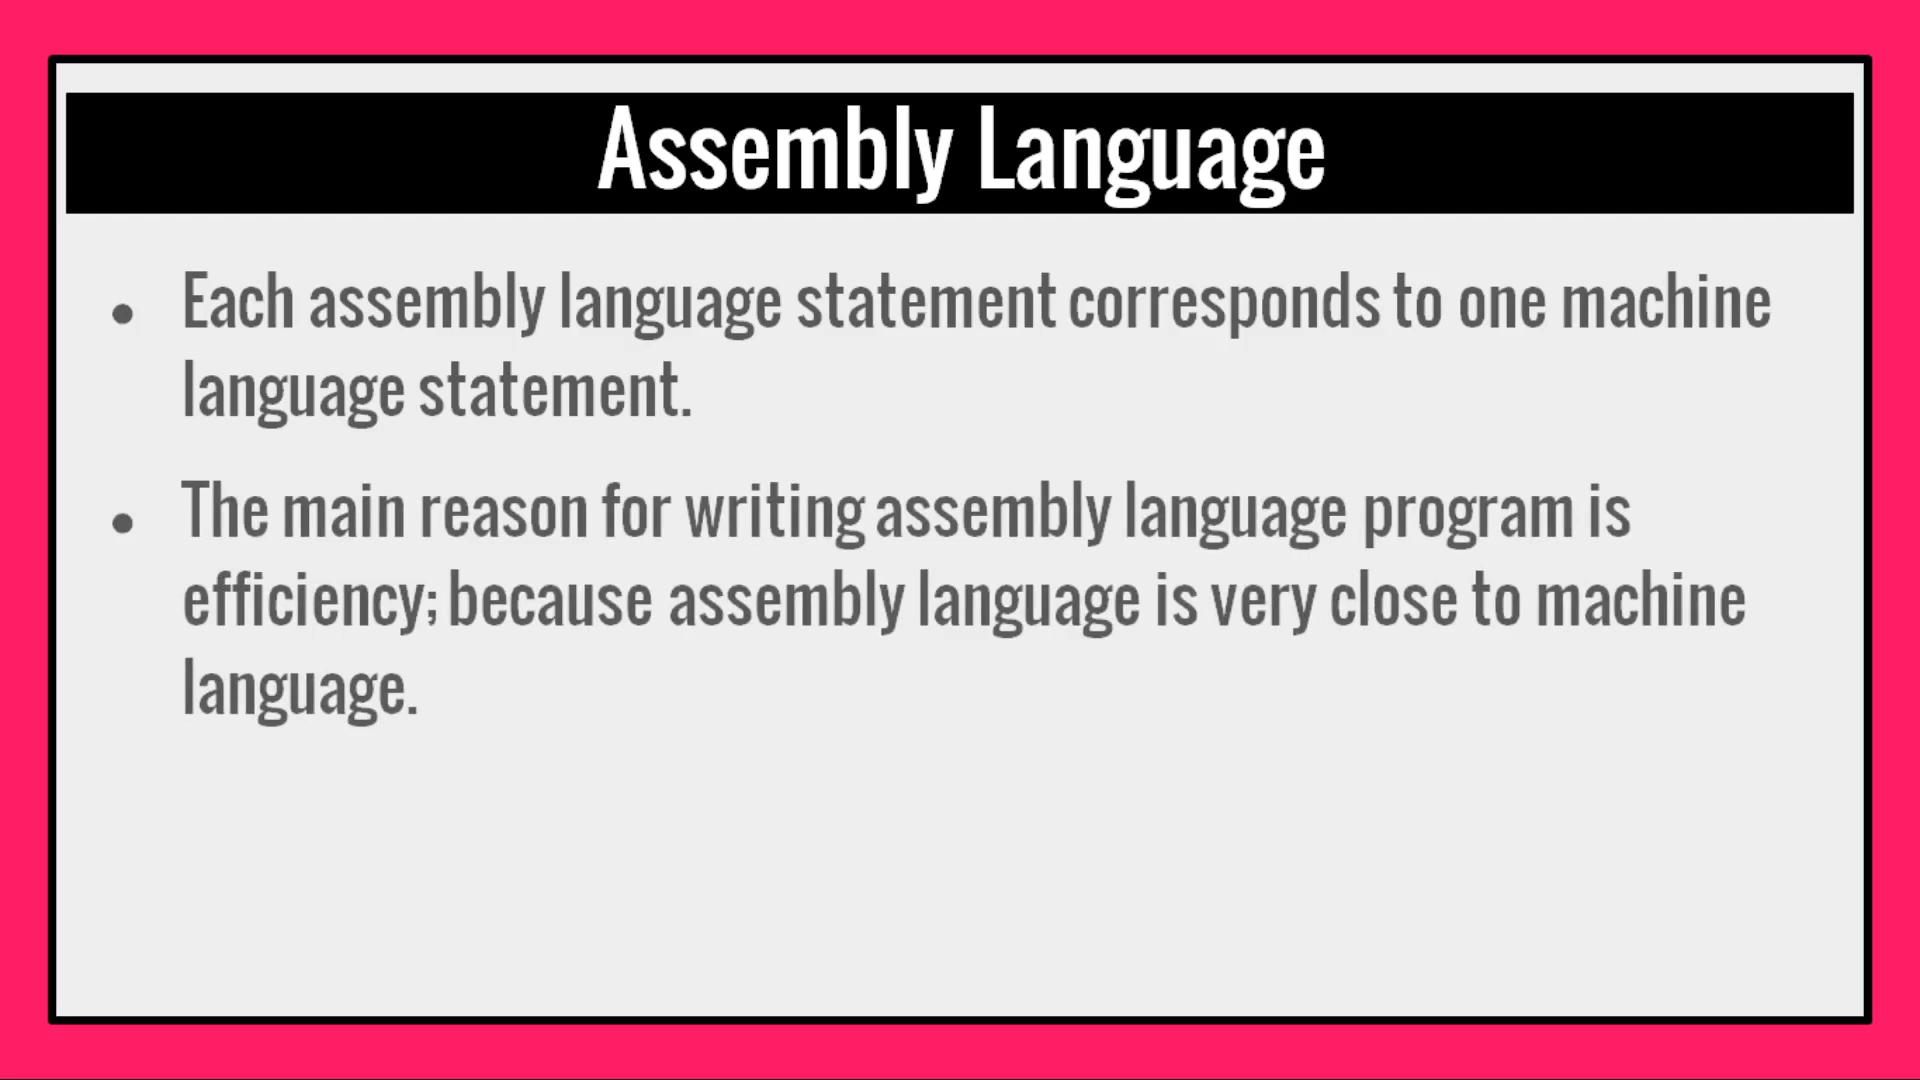 Assembly Language
• Each assembly language statement corresponds to one machine
language statement.
• The main reason for writing assembly language program is
efficiency; because assembly language is very close to machine
language.